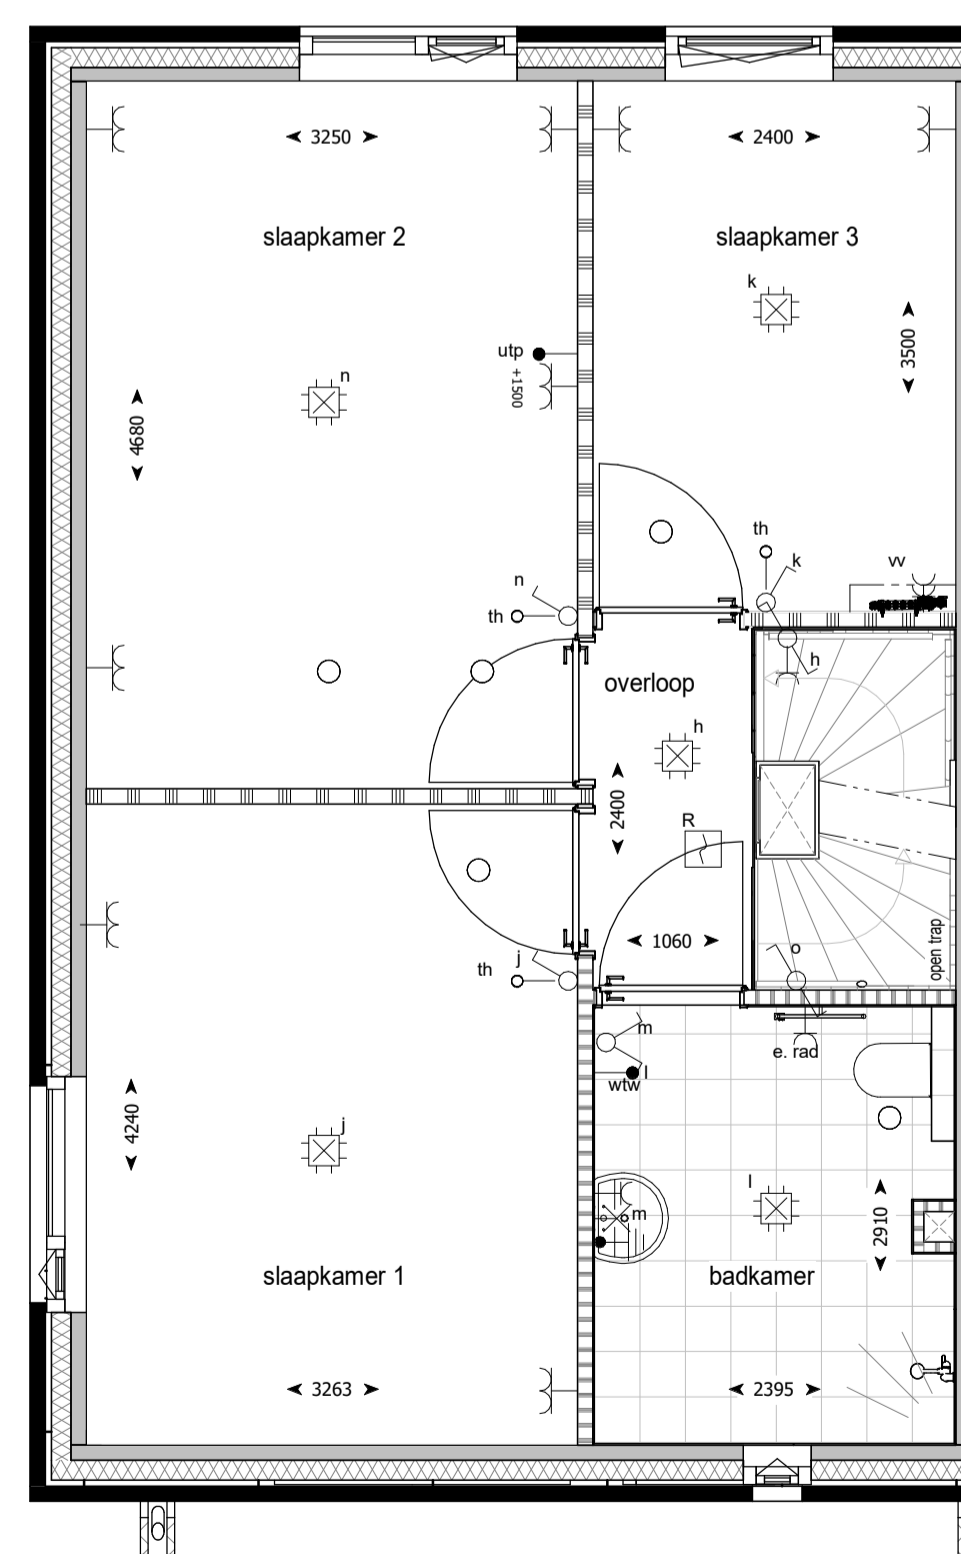 3250
2400
slaapkamer 2
slaapkamer 3
k
3500
utp
+1500
n
4680
th
k
vv
n
th
h
overloop
h
2400
R
1060
o
open trap
j
th
m
e. rad
l
wtw
4240
j
l
m
2910
slaapkamer 1
badkamer
3263
2395